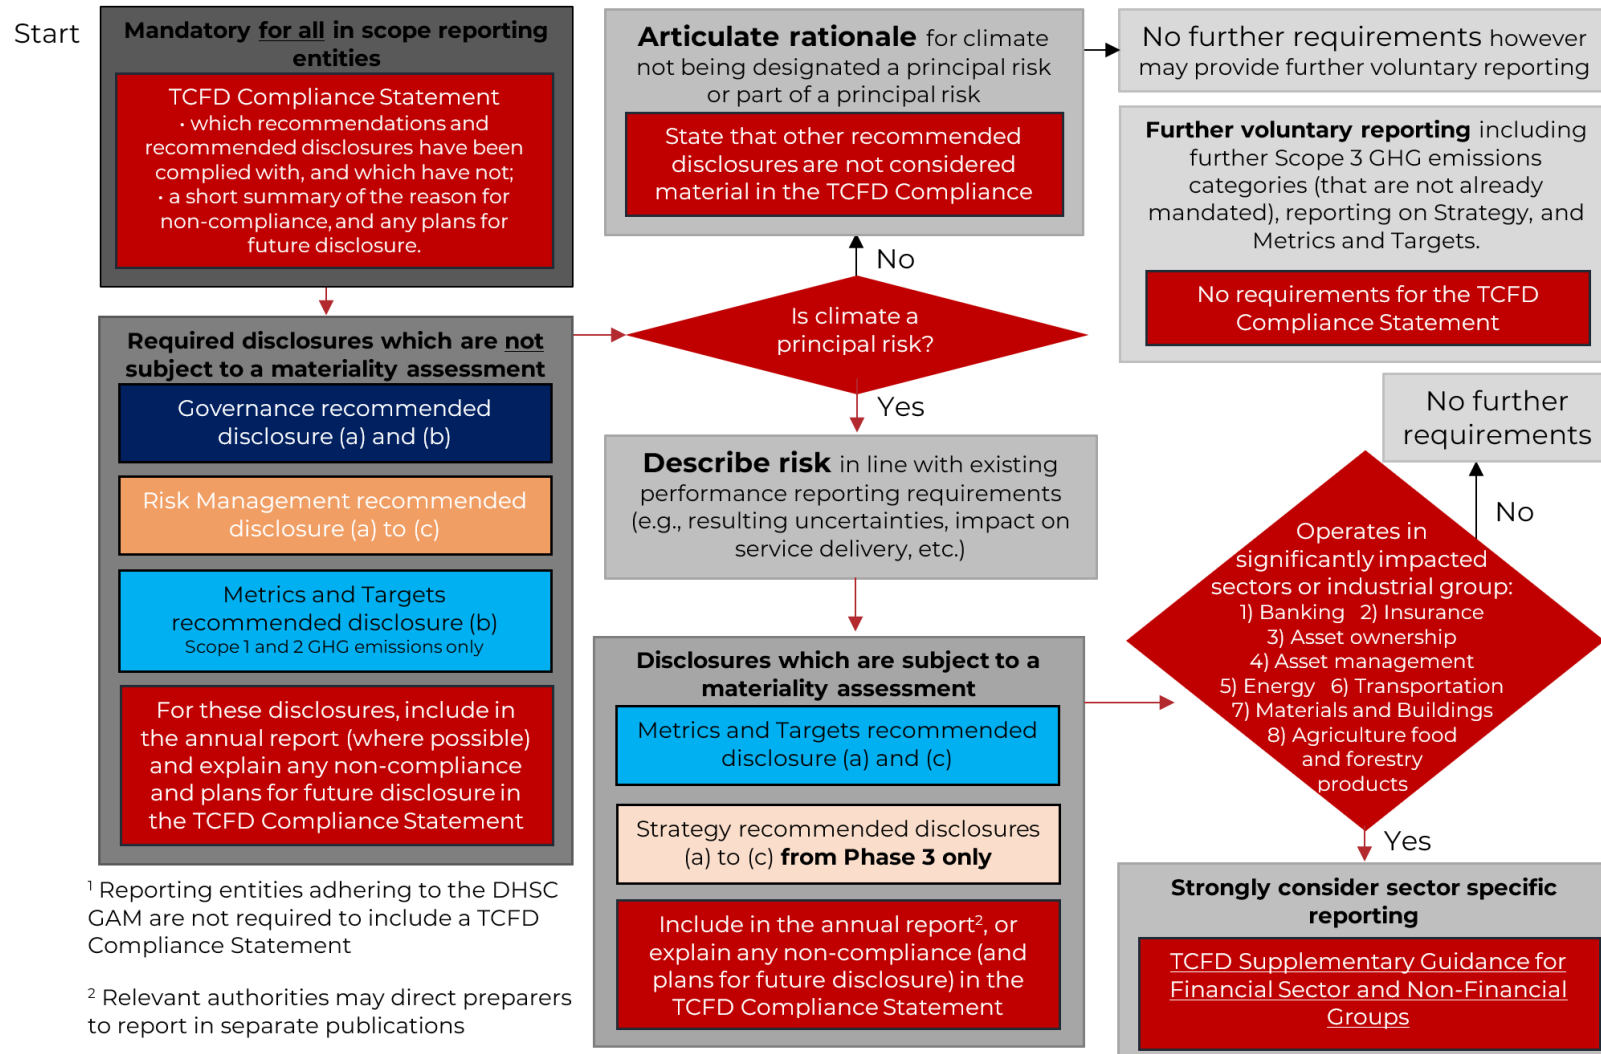 Start
Mandatory for all in scope reporting
entities
TCFD Compliance Statement
• which recommendations and
recommended disclosures have been
complied with, and which have not;
• a short summary of the reason for
non-compliance, and any plans for
future disclosure.
Required disclosures which are not
subject to a materiality assessment
Governance recommended
disclosure (a) and (b)
Risk Management recommended
disclosure (a) to (c)
Metrics and Targets
recommended disclosure (b)
Scope 1 and 2 GHG emissions only
For these disclosures, include in
the annual report (where possible)
and explain any non-compliance
and plans for future disclosure in
the TCFD Compliance Statement
¹ Reporting entities adhering to the DHSC
GAM are not required to include a TCFD
Compliance Statement
² Relevant authorities may direct preparers
to report in separate publications
Articulate rationale for climate
not being designated a principal risk
or part of a principal risk
State that other recommended
disclosures are not considered
material in the TCFD Compliance
No
Is climate a
principal risk?
Yes
Describe risk in line with existing
performance reporting requirements
(e.g., resulting uncertainties, impact on
service delivery, etc.)
Disclosures which are subject to a
materiality assessment
Metrics and Targets recommended
disclosure (a) and (c)
Strategy recommended disclosures
(a) to (c) from Phase 3 only
Include in the annual report², or
explain any non-compliance (and
plans for future disclosure) in the
TCFD Compliance Statement
No further requirements however
may provide further voluntary reporting
Further voluntary reporting including
further Scope 3 GHG emissions
categories (that are not already
mandated), reporting on Strategy, and
Metrics and Targets.
No requirements for the TCFD
Compliance Statement
No further
requirements
No
Operates in
significantly impacted
sectors or industrial group:
1) Banking 2) Insurance
3) Asset ownership
4) Asset management
5) Energy 6) Transportation
7) Materials and Buildings
8) Agriculture food
and forestry
products
Yes
Strongly consider sector specific
reporting
TCFD Supplementary Guidance for
Financial Sector and Non-Financial
Groups